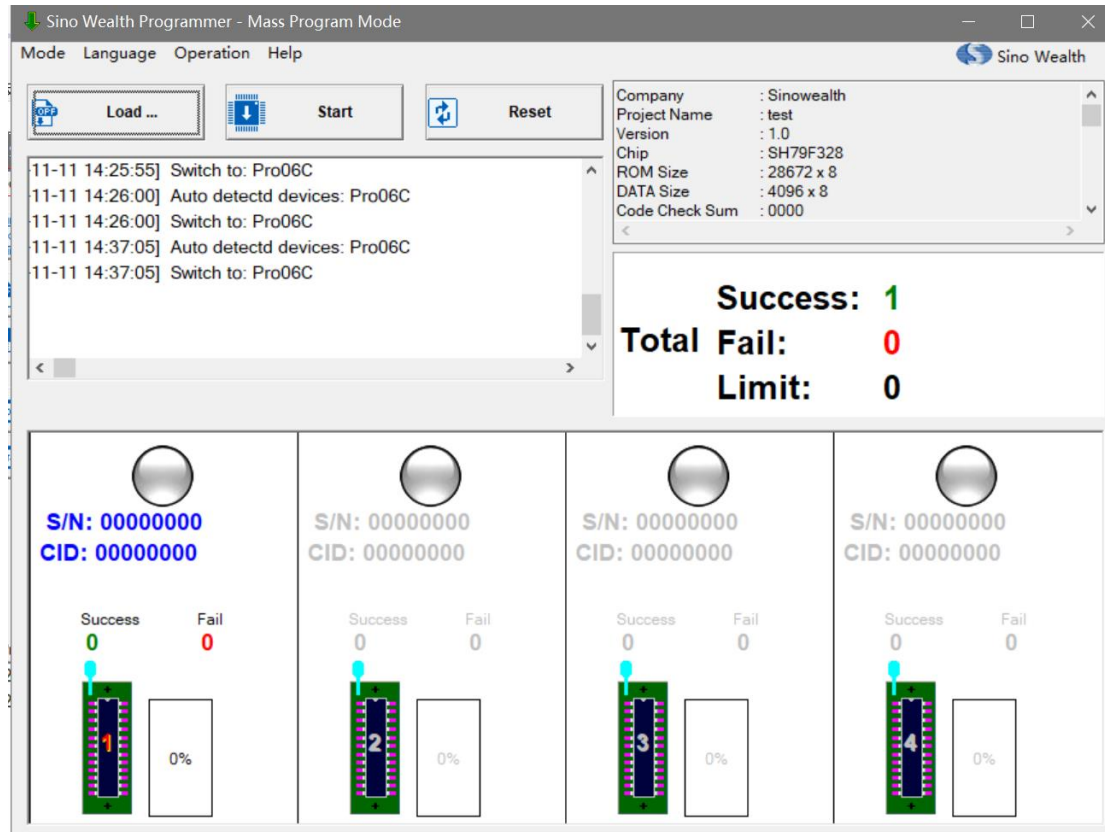 Sino Wealth Programmer - Mass Program Mode
Mode Language Operation Help
Sino Wealth
Load ... Start Reset
-11-11 14:25:55] Switch to: Pro06C
-11-11 14:26:00] Auto detectd devices: Pro06C
-11-11 14:26:00] Switch to: Pro06C
-11-11 14:37:05] Auto detectd devices: Pro06C
-11-11 14:37:05] Switch to: Pro06C
Company : Sinowealth
Project Name : test
Version : 1.0
Chip : SH79F328
ROM Size : 28672 x 8
DATA Size : 4096 x 8
Code Check Sum : 0000
Success: 1
Total Fail: 0
Limit: 0
S/N: 00000000
CID: 00000000
Success Fail
0 0
1
0%
S/N: 00000000
CID: 00000000
Success Fail
0 0
2
0%
S/N: 00000000
CID: 00000000
Success Fail
0 0
3
0%
S/N: 00000000
CID: 00000000
Success Fail
0 0
4
0%